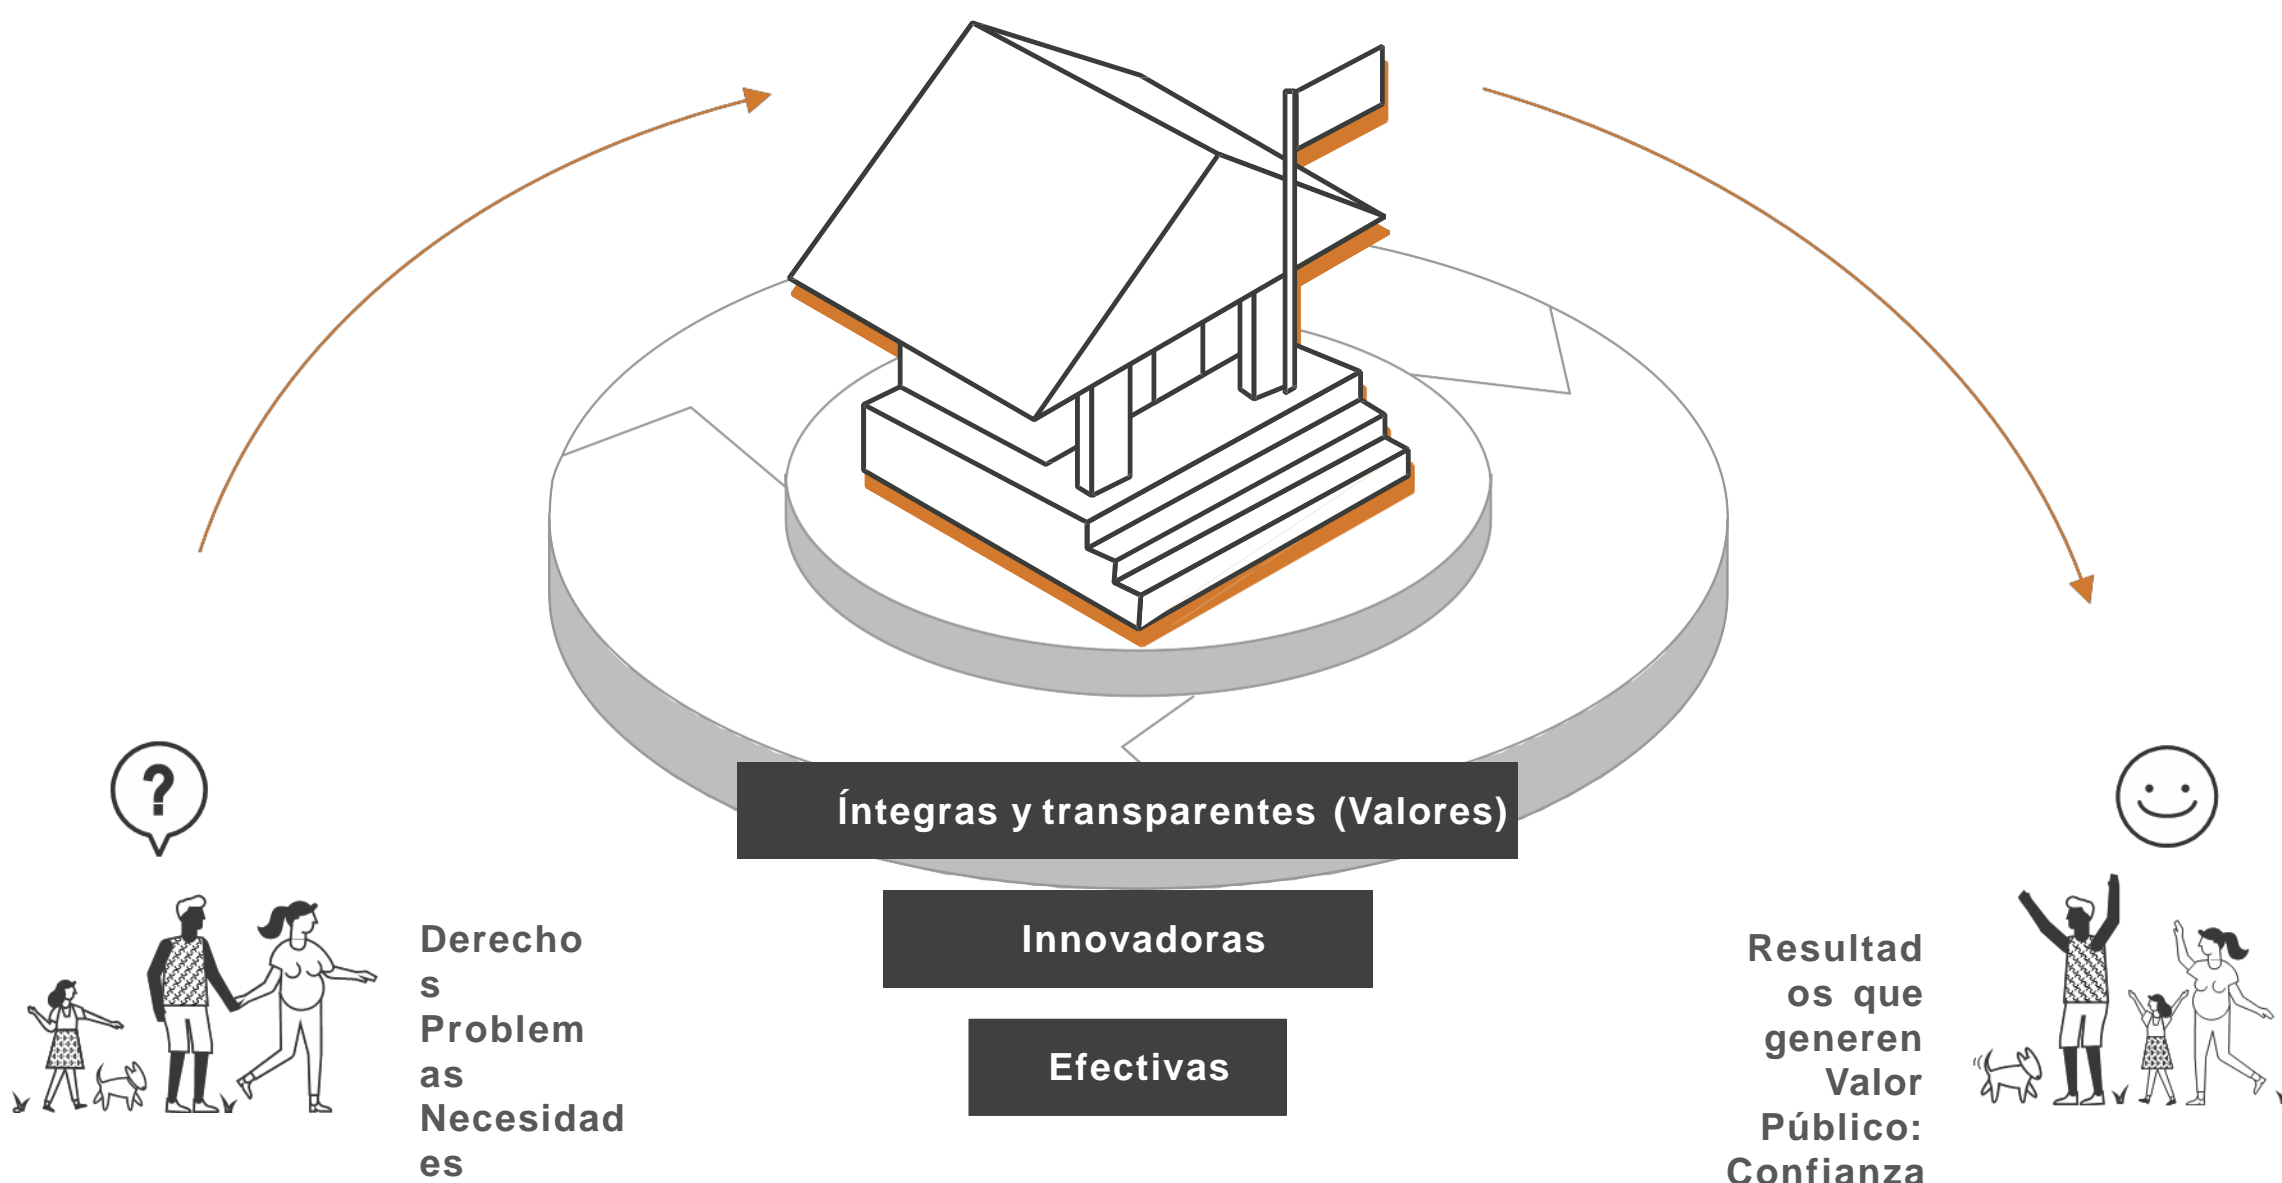 ?
Íntegras y transparentes (Valores)
Innovadoras
Efectivas
Derecho
s
Problem
as
Necesidad
es
Resultad
os que
generen
Valor
Público:
Confianza